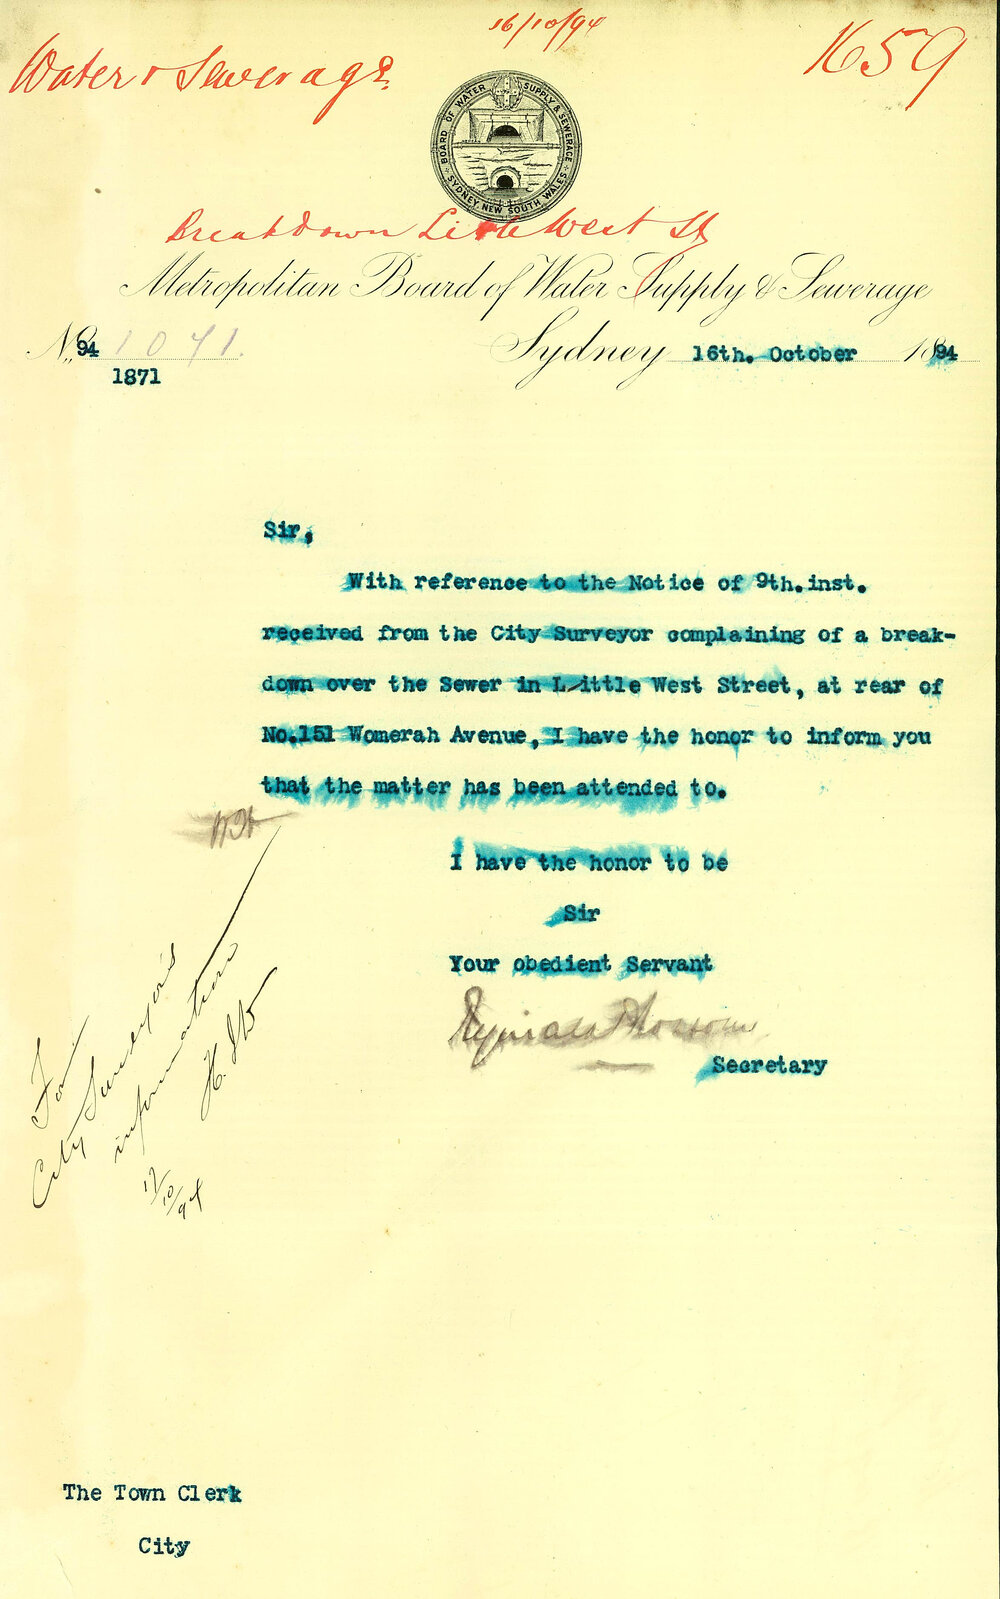 16/10/94
Water & Sewerage
1659
BOARD OF WATER SUPPLY & SEWERAGE
SYDNEY, NEW SOUTH WALES
Breakdown Little West St
Metropolitan Board of Water Supply & Sewerage
No. 94 1071.
1871
Sydney 16th. October 1894
Sir,
With reference to the Notice of 9th.inst.
received from the City Surveyor complaining of a break-
down over the Sewer in Little West Street, at rear of
No.151 Womerah Avenue, I have the honor to inform you
that the matter has been attended to.
I have the honor to be
Sir
Your obedient Servant
Secretary
For
City Surveyor's
information
17/10/94
The Town Clerk
City